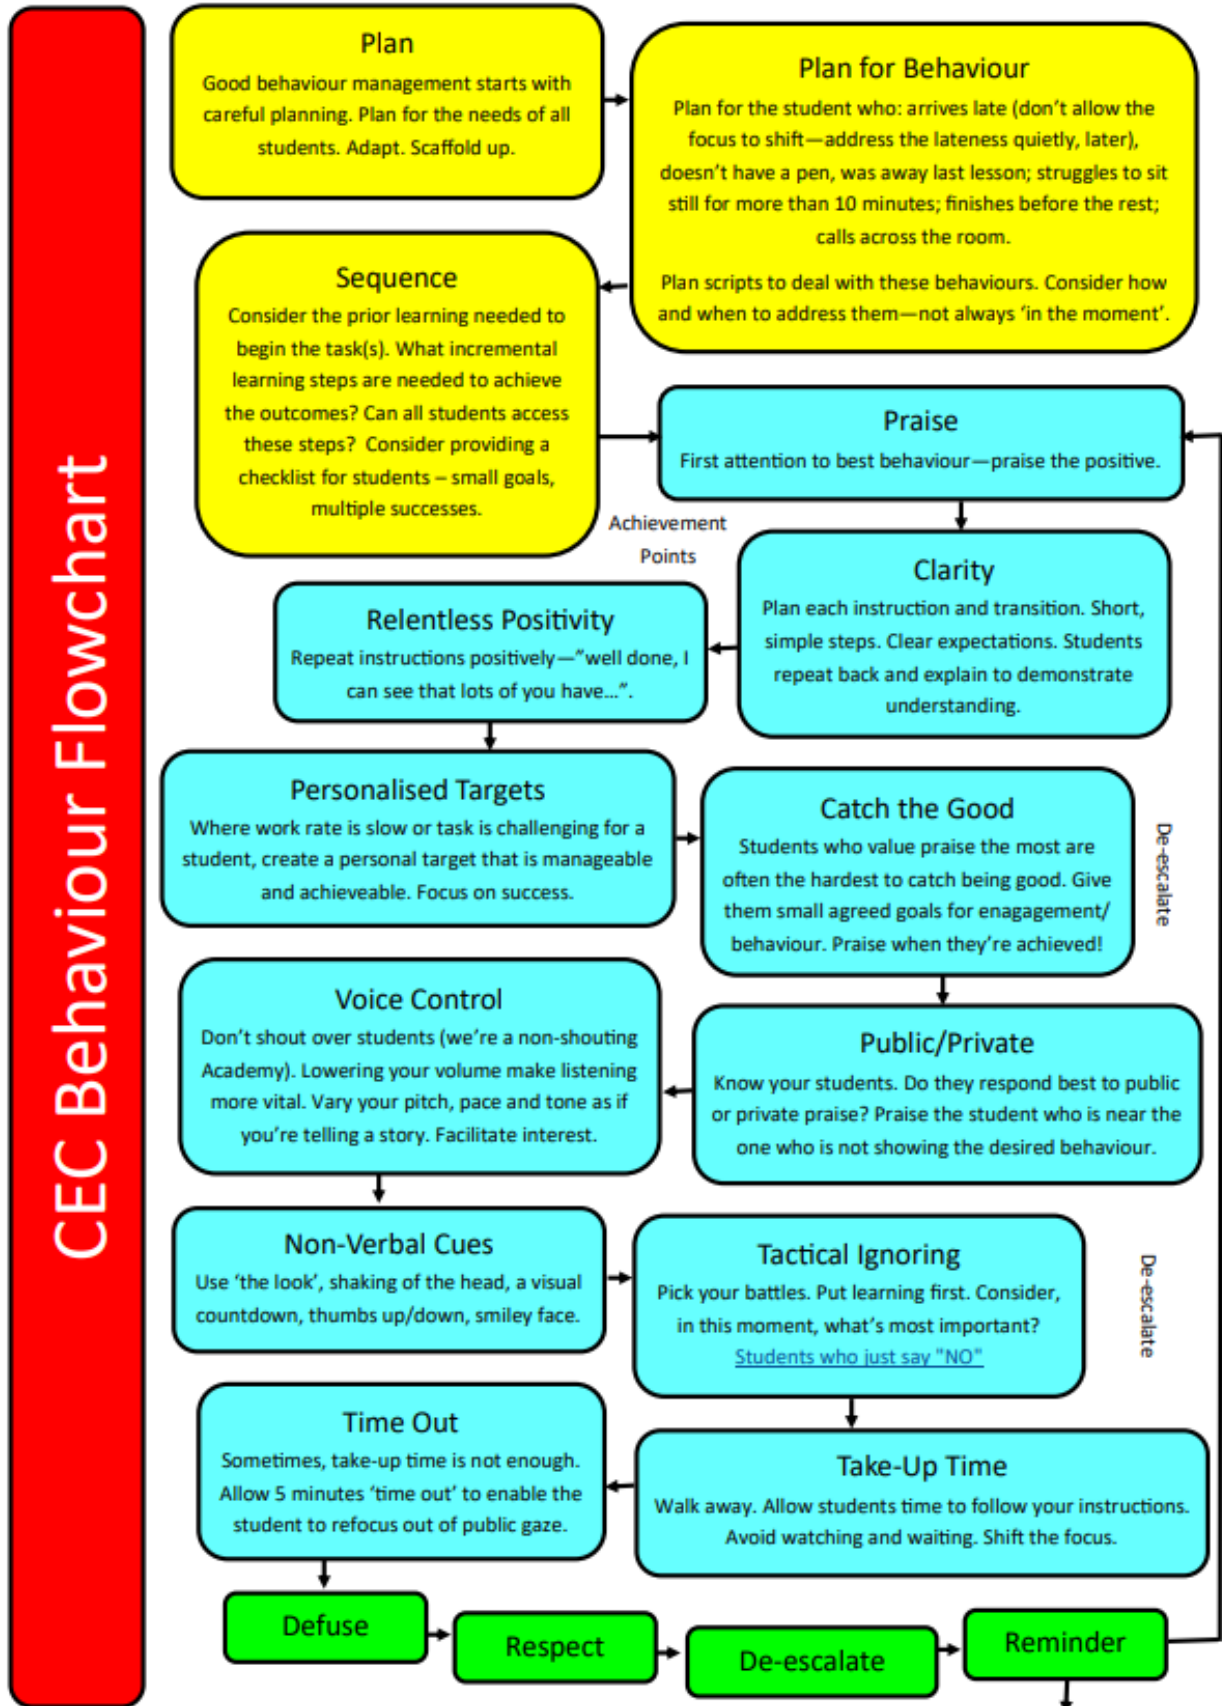 CEC Behaviour Flowchart
Plan
Good behaviour management starts with
careful planning. Plan for the needs of all
students. Adapt. Scaffold up.
Plan for Behaviour
Plan for the student who: arrives late (don't allow the
focus to shift—address the lateness quietly, later),
doesn't have a pen, was away last lesson; struggles to sit
still for more than 10 minutes; finishes before the rest;
calls across the room.
Plan scripts to deal with these behaviours. Consider how
and when to address them—not always 'in the moment'.
Sequence
Consider the prior learning needed to
begin the task(s). What incremental
learning steps are needed to achieve
the outcomes? Can all students access
these steps? Consider providing a
checklist for students – small goals,
multiple successes.
Praise
First attention to best behaviour—praise the positive.
Achievement
Points
Clarity
Plan each instruction and transition. Short,
simple steps. Clear expectations. Students
repeat back and explain to demonstrate
understanding.
Relentless Positivity
Repeat instructions positively—"well done, I
can see that lots of you have...".
Personalised Targets
Where work rate is slow or task is challenging for a
student, create a personal target that is manageable
and achieveable. Focus on success.
Catch the Good
Students who value praise the most are
often the hardest to catch being good. Give
them small agreed goals for enagagement/
behaviour. Praise when they're achieved!
De-escalate
Public/Private
Know your students. Do they respond best to public
or private praise? Praise the student who is near the
one who is not showing the desired behaviour.
Voice Control
Don't shout over students (we're a non-shouting
Academy). Lowering your volume make listening
more vital. Vary your pitch, pace and tone as if
you're telling a story. Facilitate interest.
Non-Verbal Cues
Use 'the look', shaking of the head, a visual
countdown, thumbs up/down, smiley face.
Tactical Ignoring
Pick your battles. Put learning first. Consider,
in this moment, what's most important?
Students who just say "NO"
De-escalate
Take-Up Time
Walk away. Allow students time to follow your instructions.
Avoid watching and waiting. Shift the focus.
Time Out
Sometimes, take-up time is not enough.
Allow 5 minutes 'time out' to enable the
student to refocus out of public gaze.
Defuse
Respect
De-escalate
Reminder